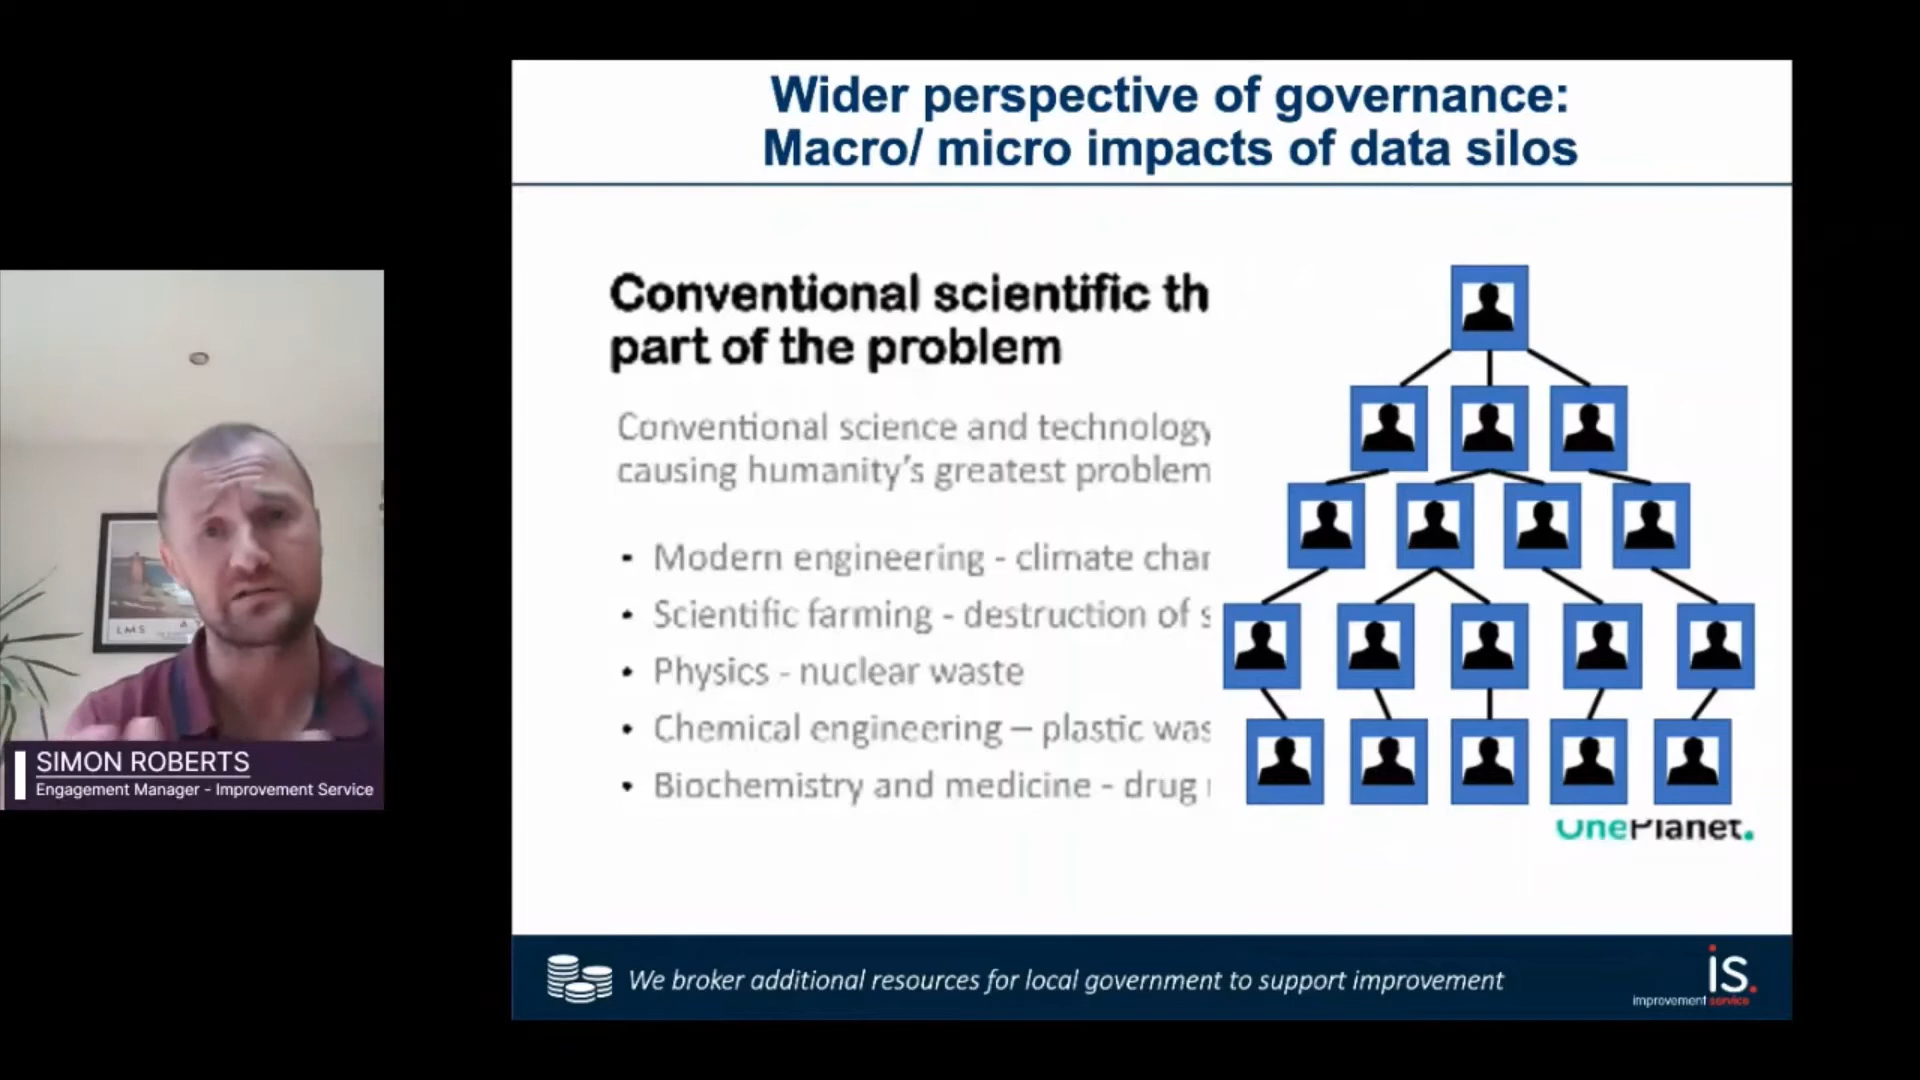 Wider perspective of governance:
Macro/ micro impacts of data silos
Conventional scientific th
part of the problem
Conventional science and technology
causing humanity's greatest problem
• Modern engineering - climate char
• Scientific farming - destruction of s
• Physics - nuclear waste
• Chemical engineering – plastic was
• Biochemistry and medicine - drug
OnePlanet.
LMS
SIMON ROBERTS
Engagement Manager - Improvement Service
We broker additional resources for local government to support improvement
is.
improvement service